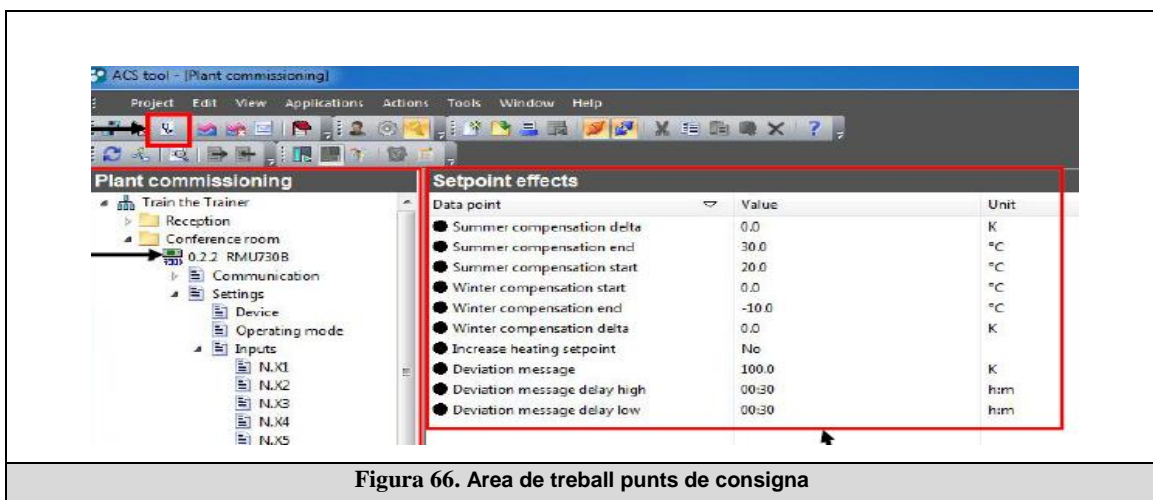 ACS tool - [Plant commissioning]
Project Edit View Applications Actions Tools Window Help
Plant commissioning
Train the Trainer
Reception
Conference room
0.2.2 RMU730B
Communication
Settings
Device
Operating mode
Inputs
N.X1
N.X2
N.X3
N.X4
N.X5
Setpoint effects
Data point Value Unit
Summer compensation delta 0.0 K
Summer compensation end 30.0 °C
Summer compensation start 20.0 °C
Winter compensation start 0.0 °C
Winter compensation end -10.0 °C
Winter compensation delta 0.0 K
Increase heating setpoint No
Deviation message 100.0 K
Deviation message delay high 00:30 h:m
Deviation message delay low 00:30 h:m
Figura 66. Area de treball punts de consigna